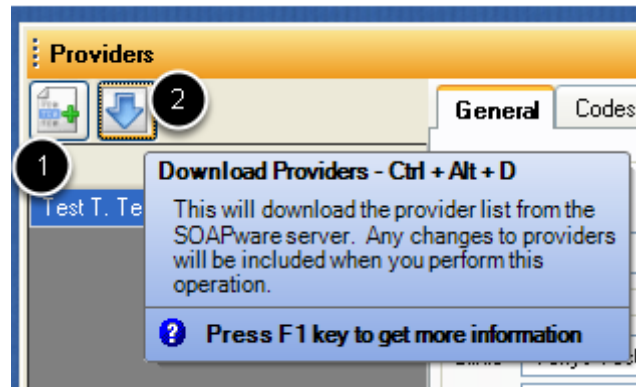 Providers
2
General Codes
1
Download Providers - Ctrl + Alt + D
Test T. Te
This will download the provider list from the
SOAPware server. Any changes to providers
will be included when you perform this
operation.
? Press F1 key to get more information